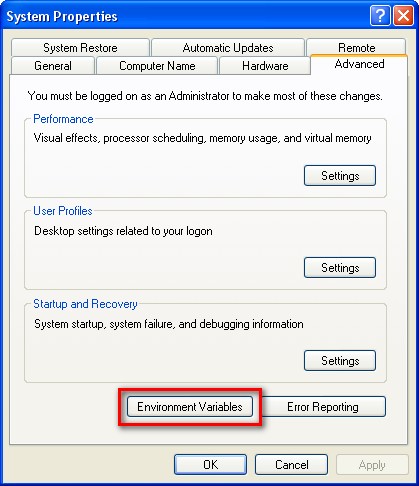 System Properties
System Restore
Automatic Updates
Remote
General
Computer Name
Hardware
Advanced
You must be logged on as an Administrator to make most of these changes.
Performance
Visual effects, processor scheduling, memory usage, and virtual memory
Settings
User Profiles
Desktop settings related to your logon
Settings
Startup and Recovery
System startup, system failure, and debugging information
Settings
Environment Variables
Error Reporting
OK
Cancel
Apply